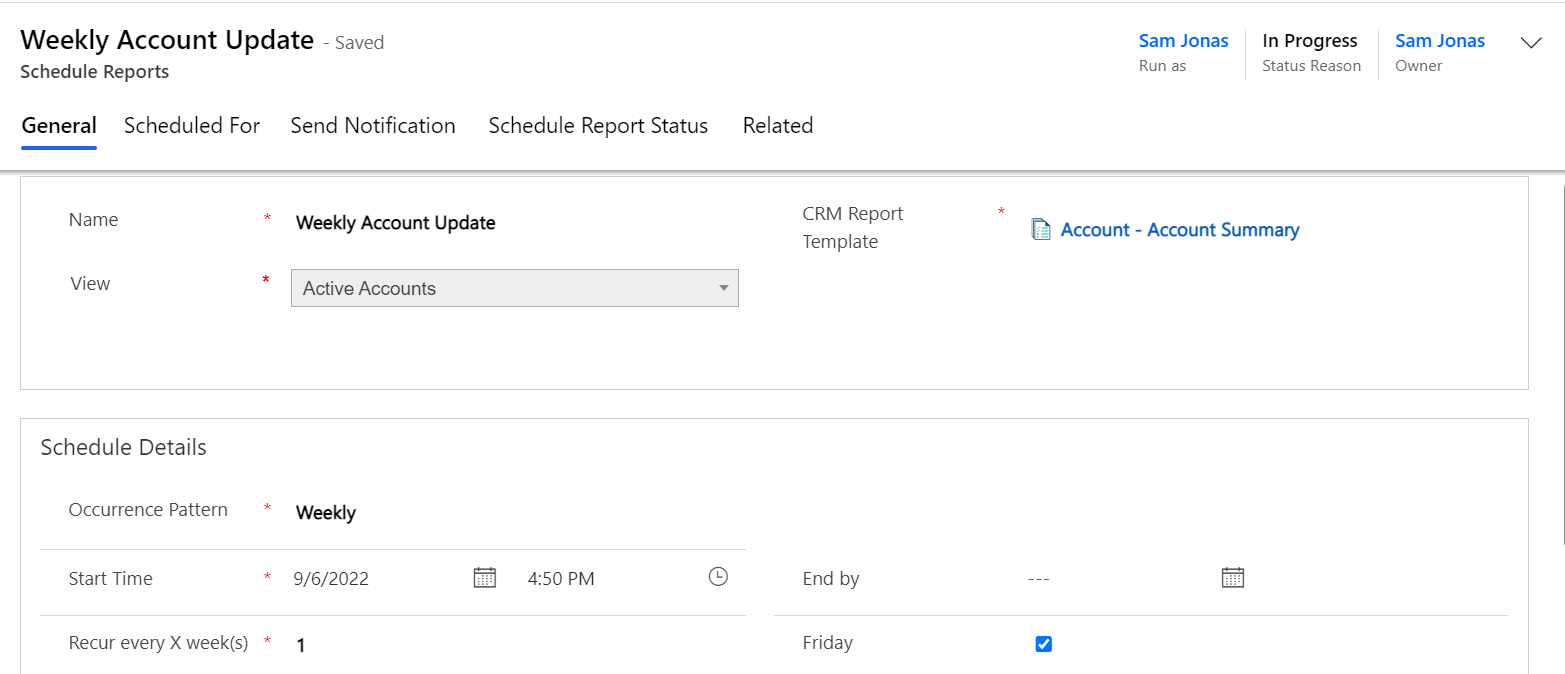 Weekly Account Update - Saved
Schedule Reports
Sam Jonas
Run as
In Progress
Status Reason
Sam Jonas
Owner
General Scheduled For Send Notification Schedule Report Status Related
Name * Weekly Account Update
CRM Report
Template
* Account - Account Summary
View * Active Accounts
Schedule Details
Occurrence Pattern * Weekly
Start Time * 9/6/2022 4:50 PM
End by ---
Recur every X week(s) * 1
Friday